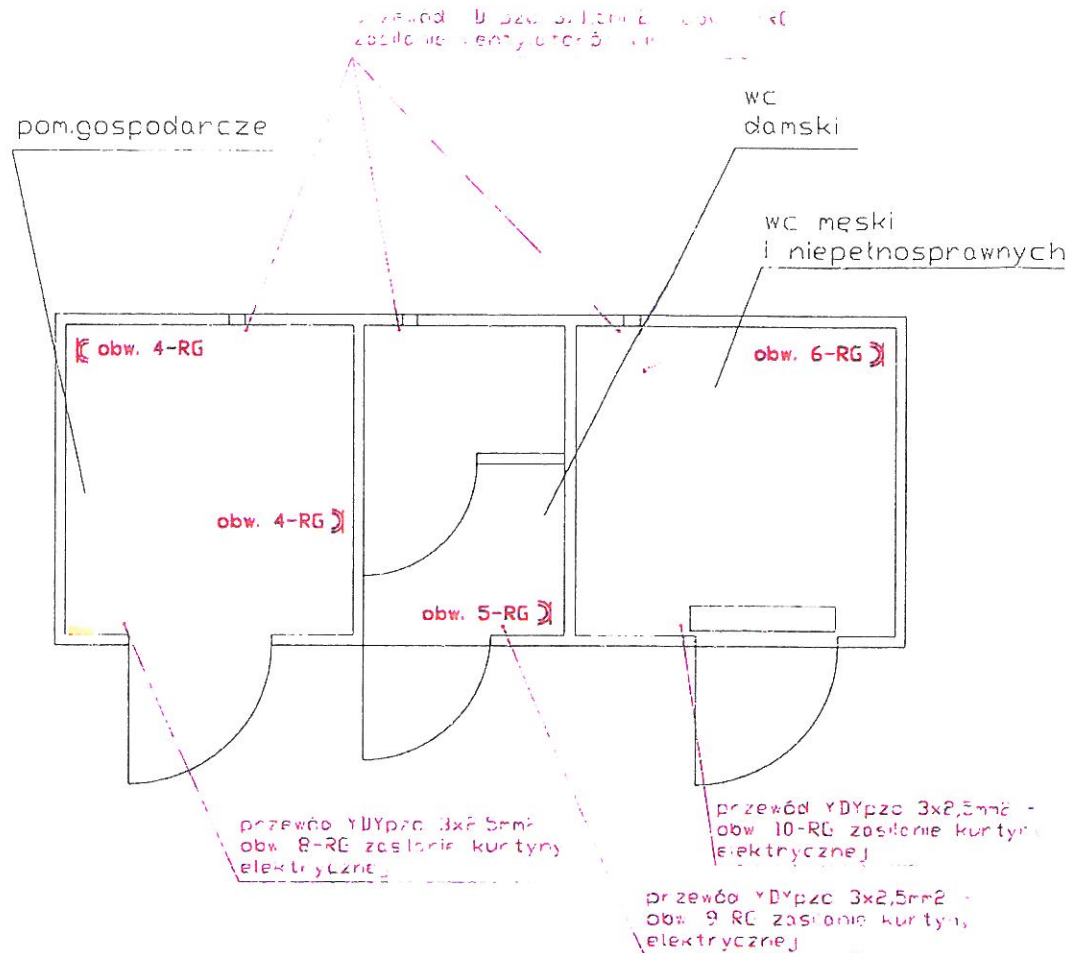 zasilanie
wc
damski
pom.gospodarcze
wc męski
i niepełnosprawnych
obw. 4-RG
obw. 6-RG
obw. 4-RG
obw. 5-RG
przewód YDYpżo 3x2,5mm2 -
obw. 10-RG zasilanie kurtyny
elektrycznej
przewód YDYpżo 3x2,5mm2
obw. 8-RG zasilanie kurtyny
elektrycznej
przewód YDYpżo 3x2,5mm2 -
obw. 9-RG zasilanie kurtyny
elektrycznej